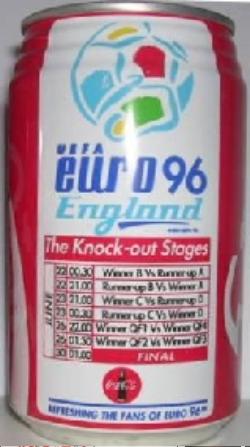 UEFA
euro 96
England
The Knock-out Stages
JUNE
22 00.30 Winner B Vs Runner-up A
22 21.00 Runner-up B Vs Winner A
23 21.00 Winner C Vs Runner-up D
23 00.30 Runner-up C Vs Winner D
26 22.00 Winner QF1 Vs Winner QF4
26 01.30 Winner QF2 Vs Winner QF3
30 01.00 FINAL
Coca-Cola
REFRESHING THE FANS OF EURO 96